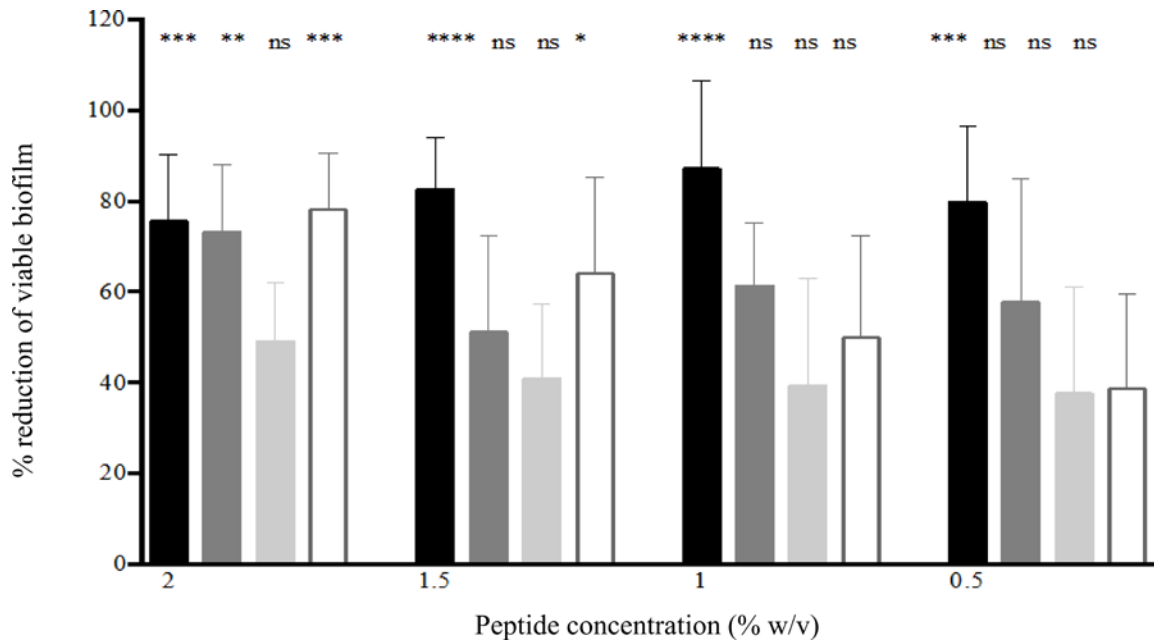 120
*** ** ns *** **** ns ns * **** ns ns ns *** ns ns ns
100
80
60
40
20
0
2 1.5 1 0.5
% reduction of viable biofilm
Peptide concentration (% w/v)